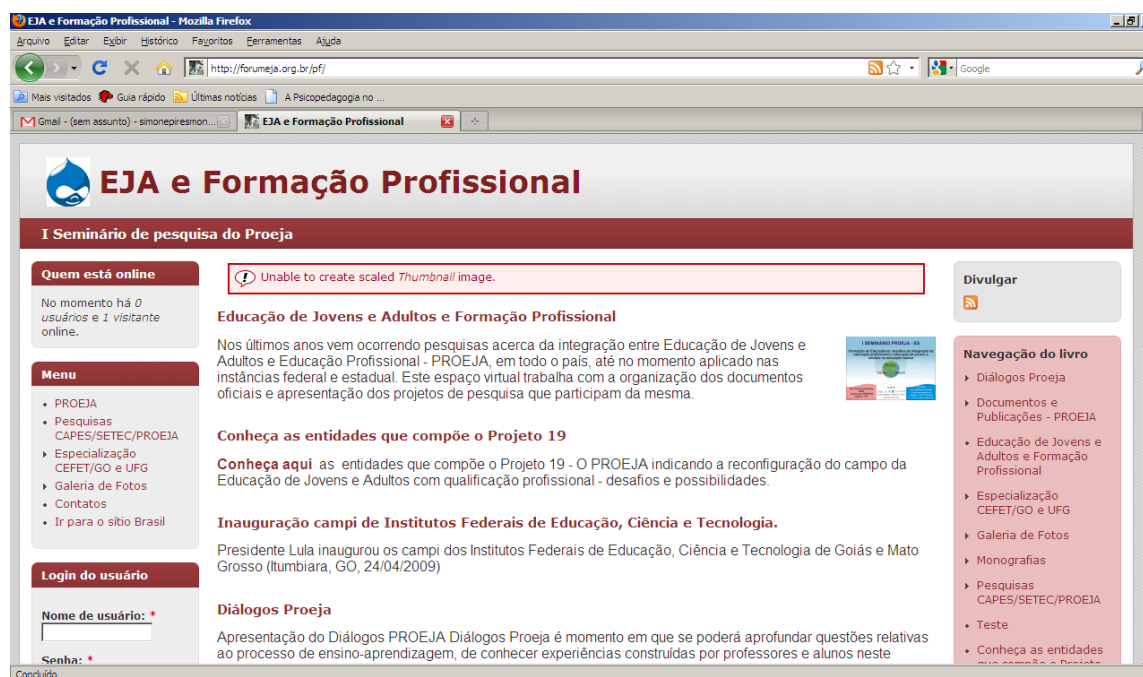 EJA e Formação Profissional - Mozilla Firefox
Arquivo Editar Exibir Histórico Favoritos Ferramentas Ajuda
http://forumeja.org.br/pf/
Google
Mais visitados Guia rápido Últimas notícias A Psicopedagogia no ...
Gmail - (sem assunto) - simonepiresmon...
EJA e Formação Profissional
EJA e Formação Profissional
I Seminário de pesquisa do Proeja
Quem está online
No momento há 0
usuários e 1 visitante
online.
Menu
PROEJA
Pesquisas
CAPES/SETEC/PROEJA
Especialização
CEFET/GO e UFG
Galeria de Fotos
Contatos
Ir para o sítio Brasil
Login do usuário
Nome de usuário: *
Senha: *
Unable to create scaled Thumbnail image.
Educação de Jovens e Adultos e Formação Profissional
Nos últimos anos vem ocorrendo pesquisas acerca da integração entre Educação de Jovens e
Adultos e Educação Profissional - PROEJA, em todo o país, até no momento aplicado nas
instâncias federal e estadual. Este espaço virtual trabalha com a organização dos documentos
oficiais e apresentação dos projetos de pesquisa que participam da mesma.
I SEMINÁRIO PROEJA - ES
Conheça as entidades que compõe o Projeto 19
Conheça aqui as entidades que compõe o Projeto 19 - O PROEJA indicando a reconfiguração do campo da
Educação de Jovens e Adultos com qualificação profissional - desafios e possibilidades.
Inauguração campi de Institutos Federais de Educação, Ciência e Tecnologia.
Presidente Lula inaugurou os campi dos Institutos Federais de Educação, Ciência e Tecnologia de Goiás e Mato
Grosso (Itumbiara, GO, 24/04/2009)
Diálogos Proeja
Apresentação do Diálogos PROEJA Diálogos Proeja é momento em que se poderá aprofundar questões relativas
ao processo de ensino-aprendizagem, de conhecer experiências construídas por professores e alunos neste
Divulgar
Navegação do livro
Diálogos Proeja
Documentos e
Publicações - PROEJA
Educação de Jovens e
Adultos e Formação
Profissional
Especialização
CEFET/GO e UFG
Galeria de Fotos
Monografias
Pesquisas
CAPES/SETEC/PROEJA
Teste
Conheça as entidades
que compõe o Projeto
Concluído